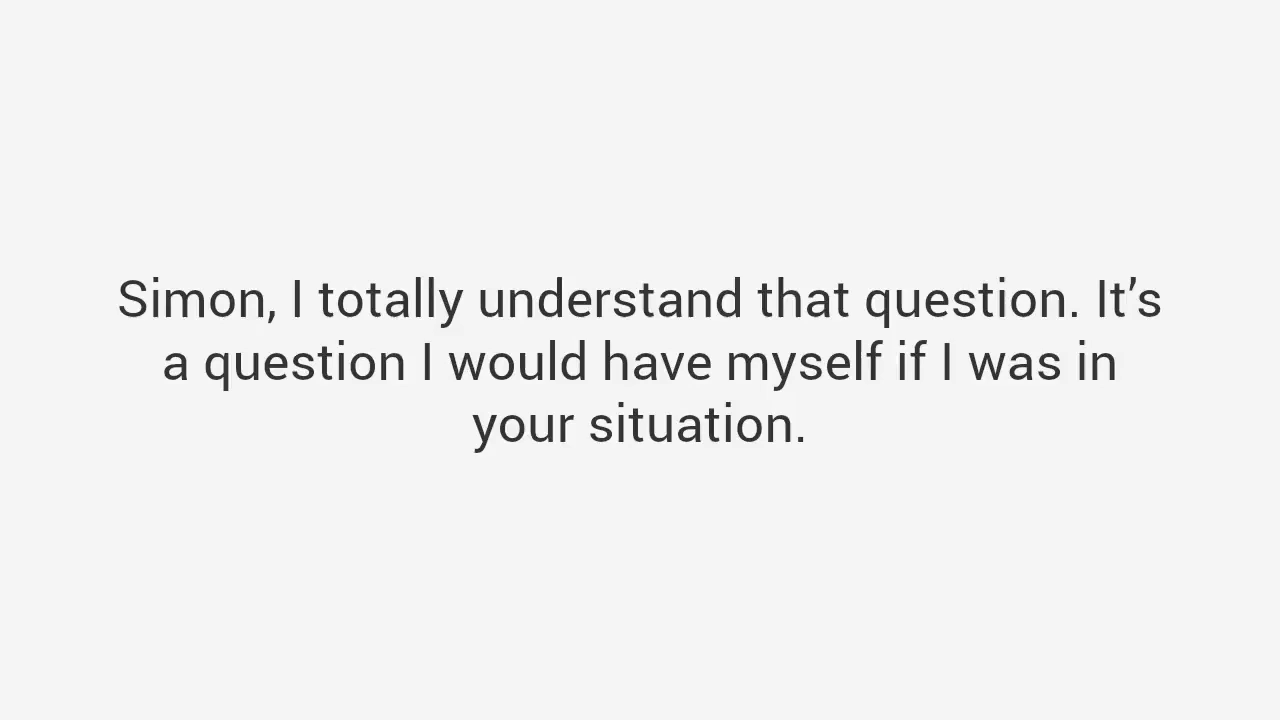 Simon, I totally understand that question. It’s
a question I would have myself if I was in
your situation.